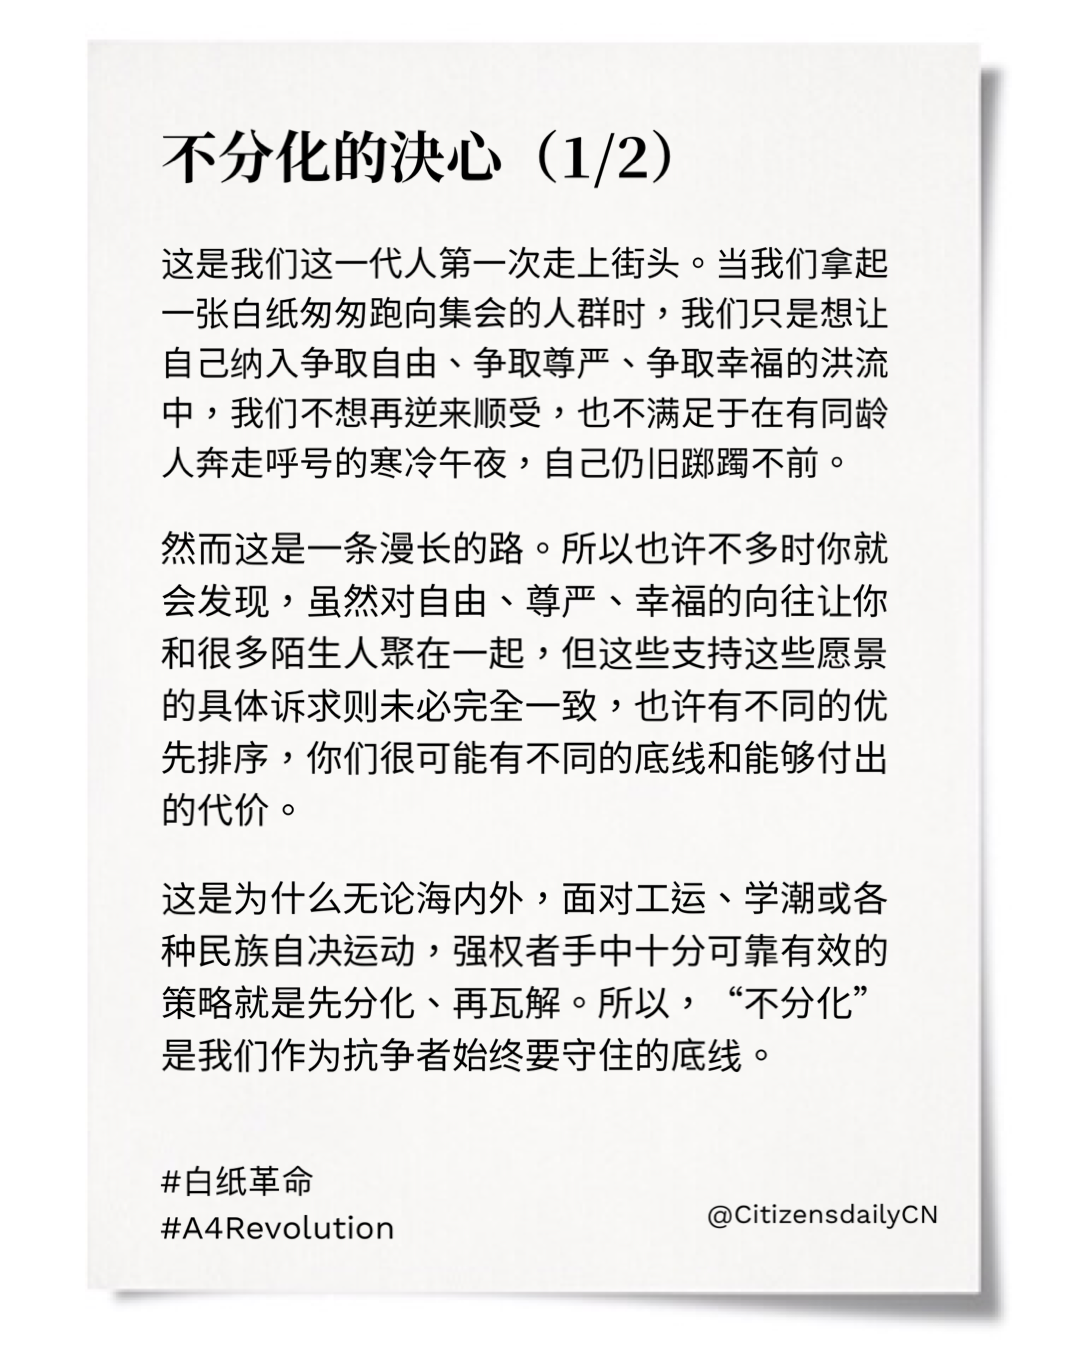 不分化的決心（1/2）
这是我们这一代人第一次走上街头。当我们拿起
一张白纸匆匆跑向集会的人群时，我们只是想让
自己纳入争取自由、争取尊严、争取幸福的洪流
中，我们不想再逆来顺受，也不满足于在有同龄
人奔走呼号的寒冷午夜，自己仍旧踯躅不前。
然而这是一条漫长的路。所以也许不多时你就
会发现，虽然对自由、尊严、幸福的向往让你
和很多陌生人聚在一起，但这些支持这些愿景
的具体诉求则未必完全一致，也许有不同的优
先排序，你们很可能有不同的底线和能够付出
的代价。
这是为什么无论海内外，面对工运、学潮或各
种民族自决运动，强权者手中十分可靠有效的
策略就是先分化、再瓦解。所以，“不分化”
是我们作为抗争者始终要守住的底线。
#白纸革命
#A4Revolution
@CitizensdailyCN